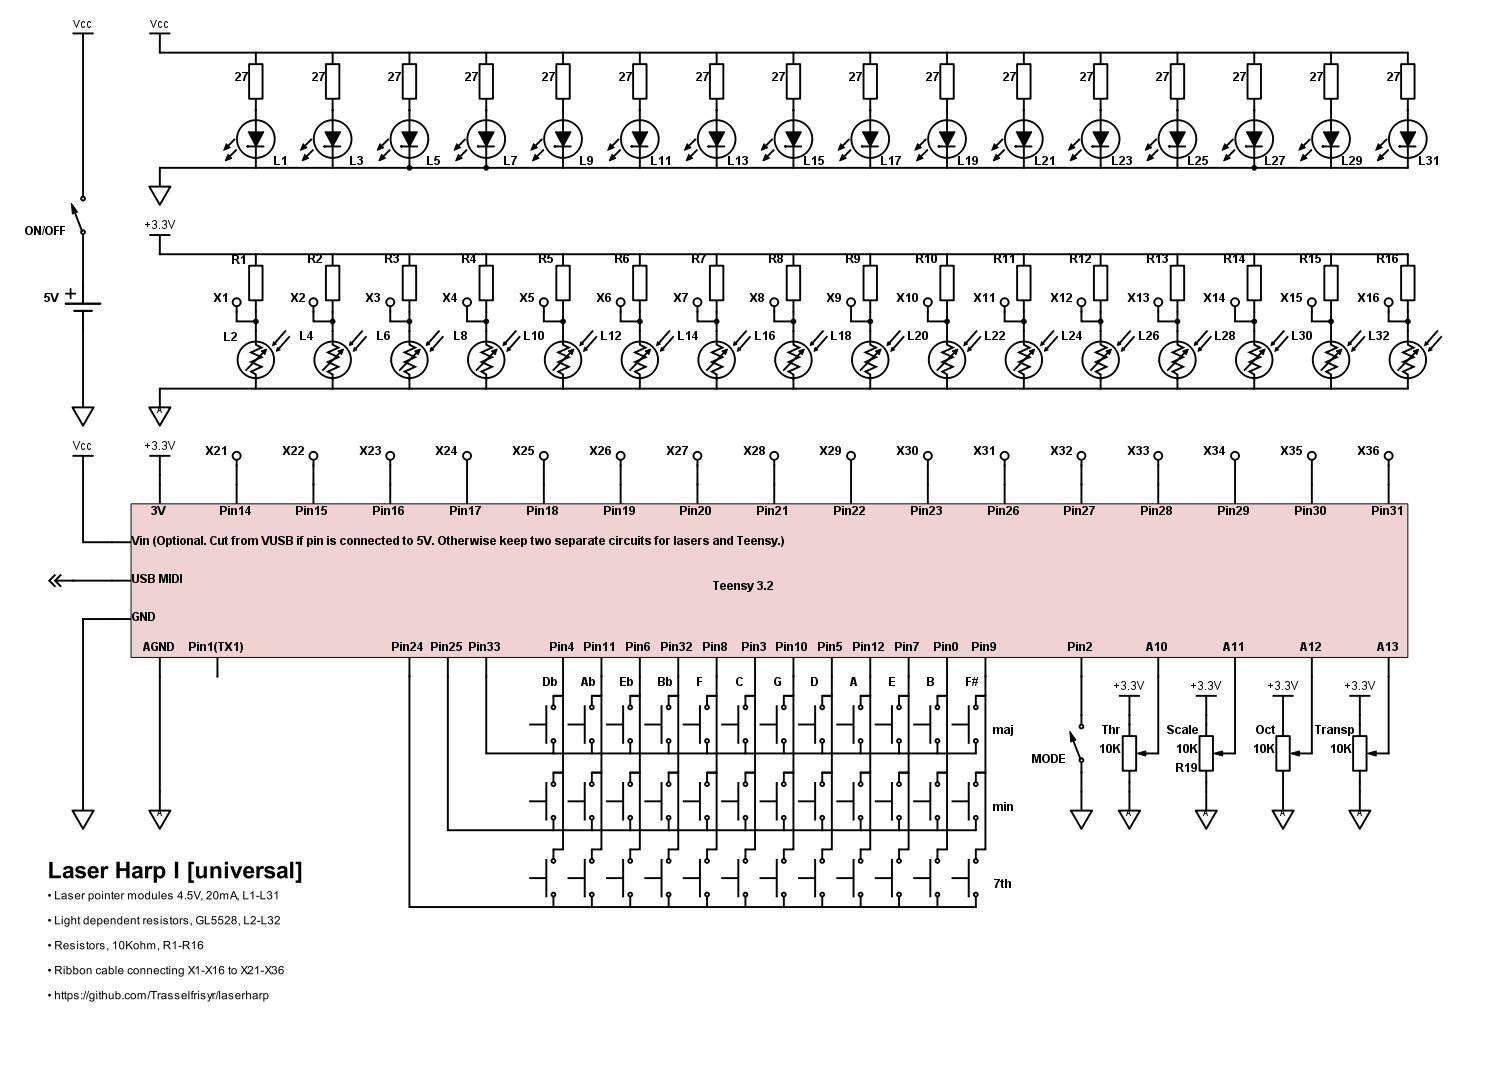 Vcc Vcc
27 27 27 27 27 27 27 27 27 27 27 27 27 27 27 27
L1 L3 L5 L7 L9 L11 L13 L15 L17 L19 L21 L23 L25 L27 L29 L31
+3.3V
ON/OFF
R1 R2 R3 R4 R5 R6 R7 R8 R9 R10 R11 R12 R13 R14 R15 R16
5V +
X1 X2 X3 X4 X5 X6 X7 X8 X9 X10 X11 X12 X13 X14 X15 X16
L2 L4 L6 L8 L10 L12 L14 L16 L18 L20 L22 L24 L26 L28 L30 L32
A
Vcc +3.3V
X21 X22 X23 X24 X25 X26 X27 X28 X29 X30 X31 X32 X33 X34 X35 X36
3V Pin14 Pin15 Pin16 Pin17 Pin18 Pin19 Pin20 Pin21 Pin22 Pin23 Pin26 Pin27 Pin28 Pin29 Pin30 Pin31
Vin (Optional. Cut from VUSB if pin is connected to 5V. Otherwise keep two separate circuits for lasers and Teensy.)
USB MIDI
Teensy 3.2
GND
AGND Pin1(TX1) Pin24 Pin25 Pin33 Pin4 Pin11 Pin6 Pin32 Pin8 Pin3 Pin10 Pin5 Pin12 Pin7 Pin0 Pin9 Pin2 A10 A11 A12 A13
Db Ab Eb Bb F C G D A E B F#
+3.3V +3.3V +3.3V +3.3V
maj
Thr Scale Oct Transp
10K 10K 10K 10K
MODE
R19
min
A A A A A
7th
Laser Harp I [universal]
• Laser pointer modules 4.5V, 20mA, L1-L31
• Light dependent resistors, GL5528, L2-L32
• Resistors, 10Kohm, R1-R16
• Ribbon cable connecting X1-X16 to X21-X36
• https://github.com/Trasselfrisyr/laserharp